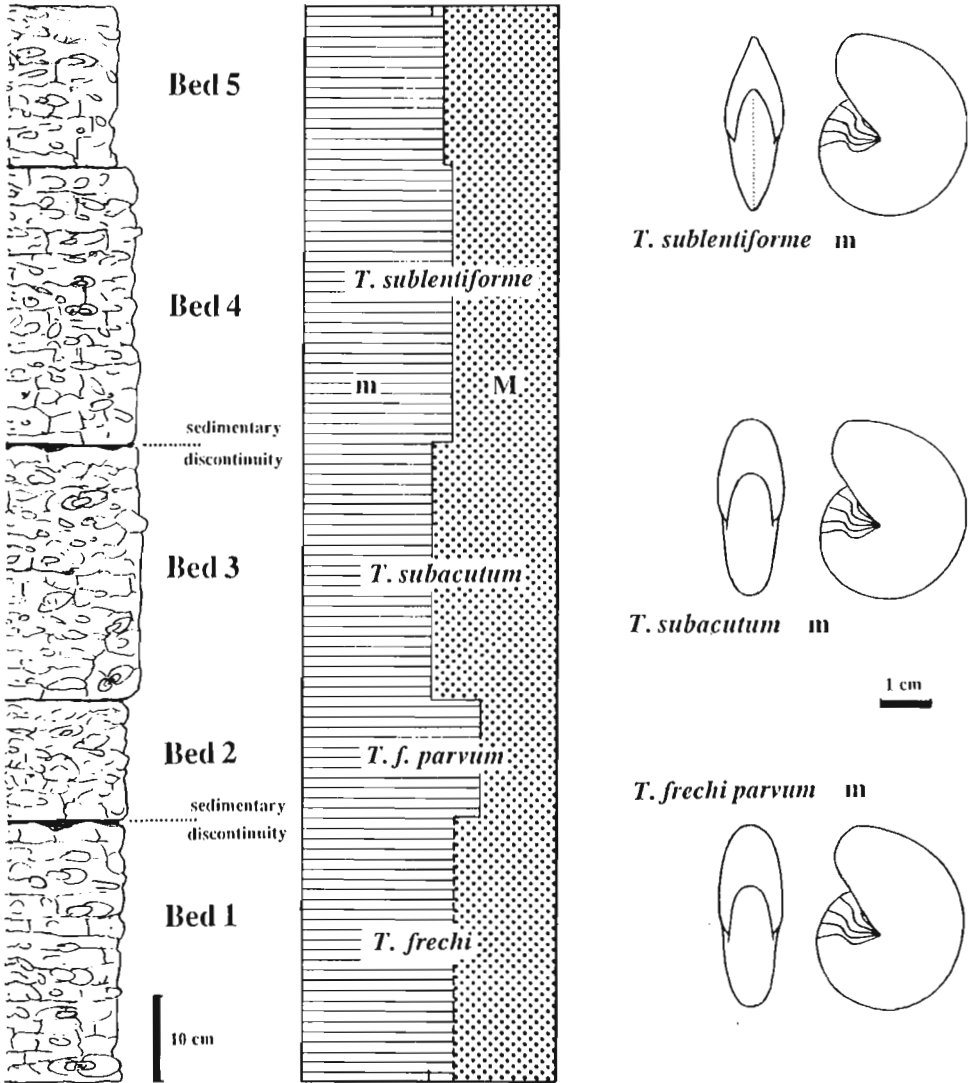 Bed 5
Bed 4
sedimentary
discontinuity
Bed 3
Bed 2
sedimentary
discontinuity
Bed 1
10 cm
T. sublentiforme
m
M
T. subacutum
T. f. parvum
T. frechi
T. sublentiforme m
T. subacutum m
1 cm
T. frechi parvum m